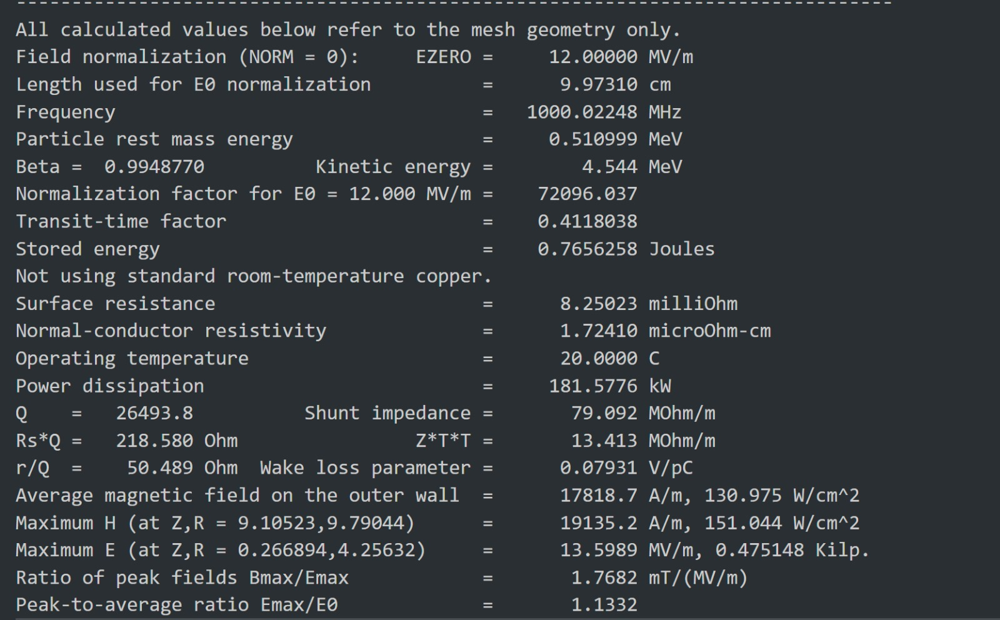 --------------------------------------------------------------------------------
All calculated values below refer to the mesh geometry only.
Field normalization (NORM = 0):     EZERO =     12.00000 MV/m
Length used for E0 normalization          =      9.97310 cm
Frequency                                 =   1000.02248 MHz
Particle rest mass energy                 =     0.510999 MeV
Beta =  0.9948770          Kinetic energy =        4.544 MeV
Normalization factor for E0 = 12.000 MV/m =    72096.037
Transit-time factor                       =    0.4118038
Stored energy                             =    0.7656258 Joules
Not using standard room-temperature copper.
Surface resistance                        =      8.25023 milliOhm
Normal-conductor resistivity              =      1.72410 microOhm-cm
Operating temperature                     =      20.0000 C
Power dissipation                         =     181.5776 kW
Q    =   26493.8          Shunt impedance =       79.092 MOhm/m
Rs*Q =   218.580 Ohm                Z*T*T =       13.413 MOhm/m
r/Q  =    50.489 Ohm  Wake loss parameter =      0.07931 V/pC
Average magnetic field on the outer wall  =      17818.7 A/m, 130.975 W/cm^2
Maximum H (at Z,R = 9.10523,9.79044)      =      19135.2 A/m, 151.044 W/cm^2
Maximum E (at Z,R = 0.266894,4.25632)     =      13.5989 MV/m, 0.475148 Kilp.
Ratio of peak fields Bmax/Emax            =       1.7682 mT/(MV/m)
Peak-to-average ratio Emax/E0             =       1.1332